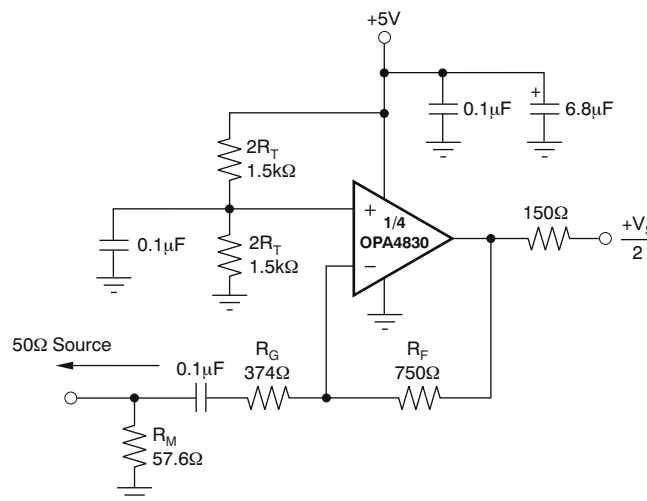 +5V
0.1µF
+
6.8µF
2R_T
1.5kΩ
0.1µF
2R_T
1.5kΩ
+
1/4
OPA4830
−
150Ω
+V
2
50Ω Source
0.1µF
R_G
374Ω
R_F
750Ω
R_M
57.6Ω